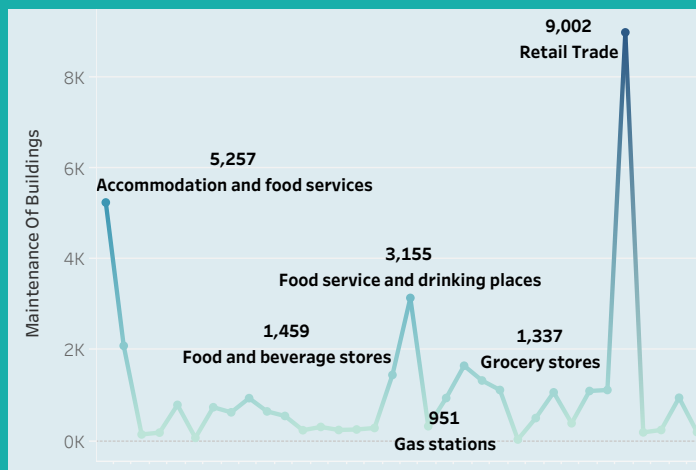 9,002
Retail Trade
8K
Maintenance Of Buildings
5,257
Accommodation and food services
6K
3,155
Food service and drinking places
4K
1,459
Food and beverage stores
1,337
Grocery stores
2K
951
Gas stations
0K